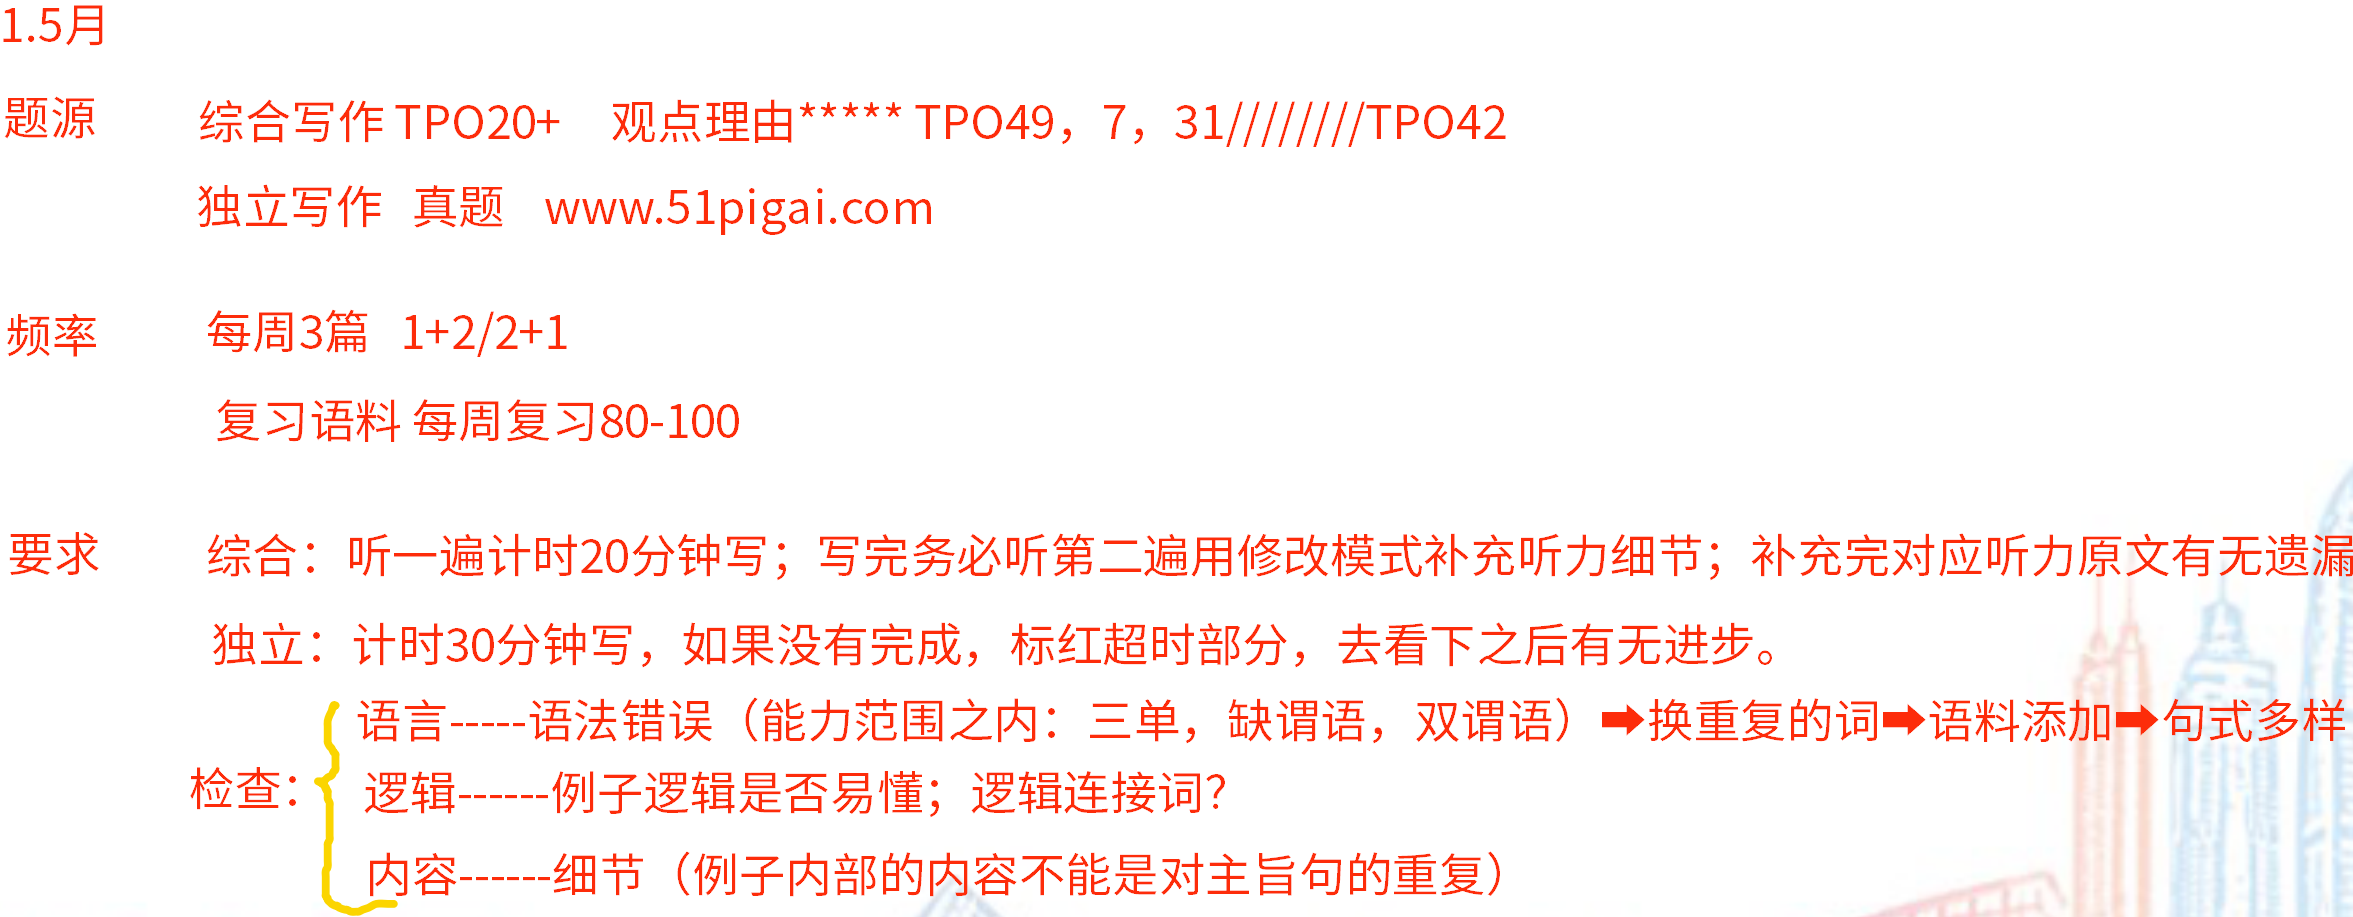 1.5月
题源 综合写作 TPO20+ 观点理由***** TPO49，7，31////////TPO42
独立写作 真题 www.51pigai.com
频率 每周3篇 1+2/2+1
复习语料 每周复习80-100
要求 综合：听一遍计时20分钟写；写完务必听第二遍用修改模式补充听力细节；补充完对应听力原文有无遗漏
独立：计时30分钟写，如果没有完成，标红超时部分，去看下之后有无进步。
语言-----语法错误（能力范围之内：三单，缺谓语，双谓语）➡换重复的词➡语料添加➡句式多样
检查：
逻辑------例子逻辑是否易懂；逻辑连接词？
内容------细节（例子内部的内容不能是对主旨句的重复）